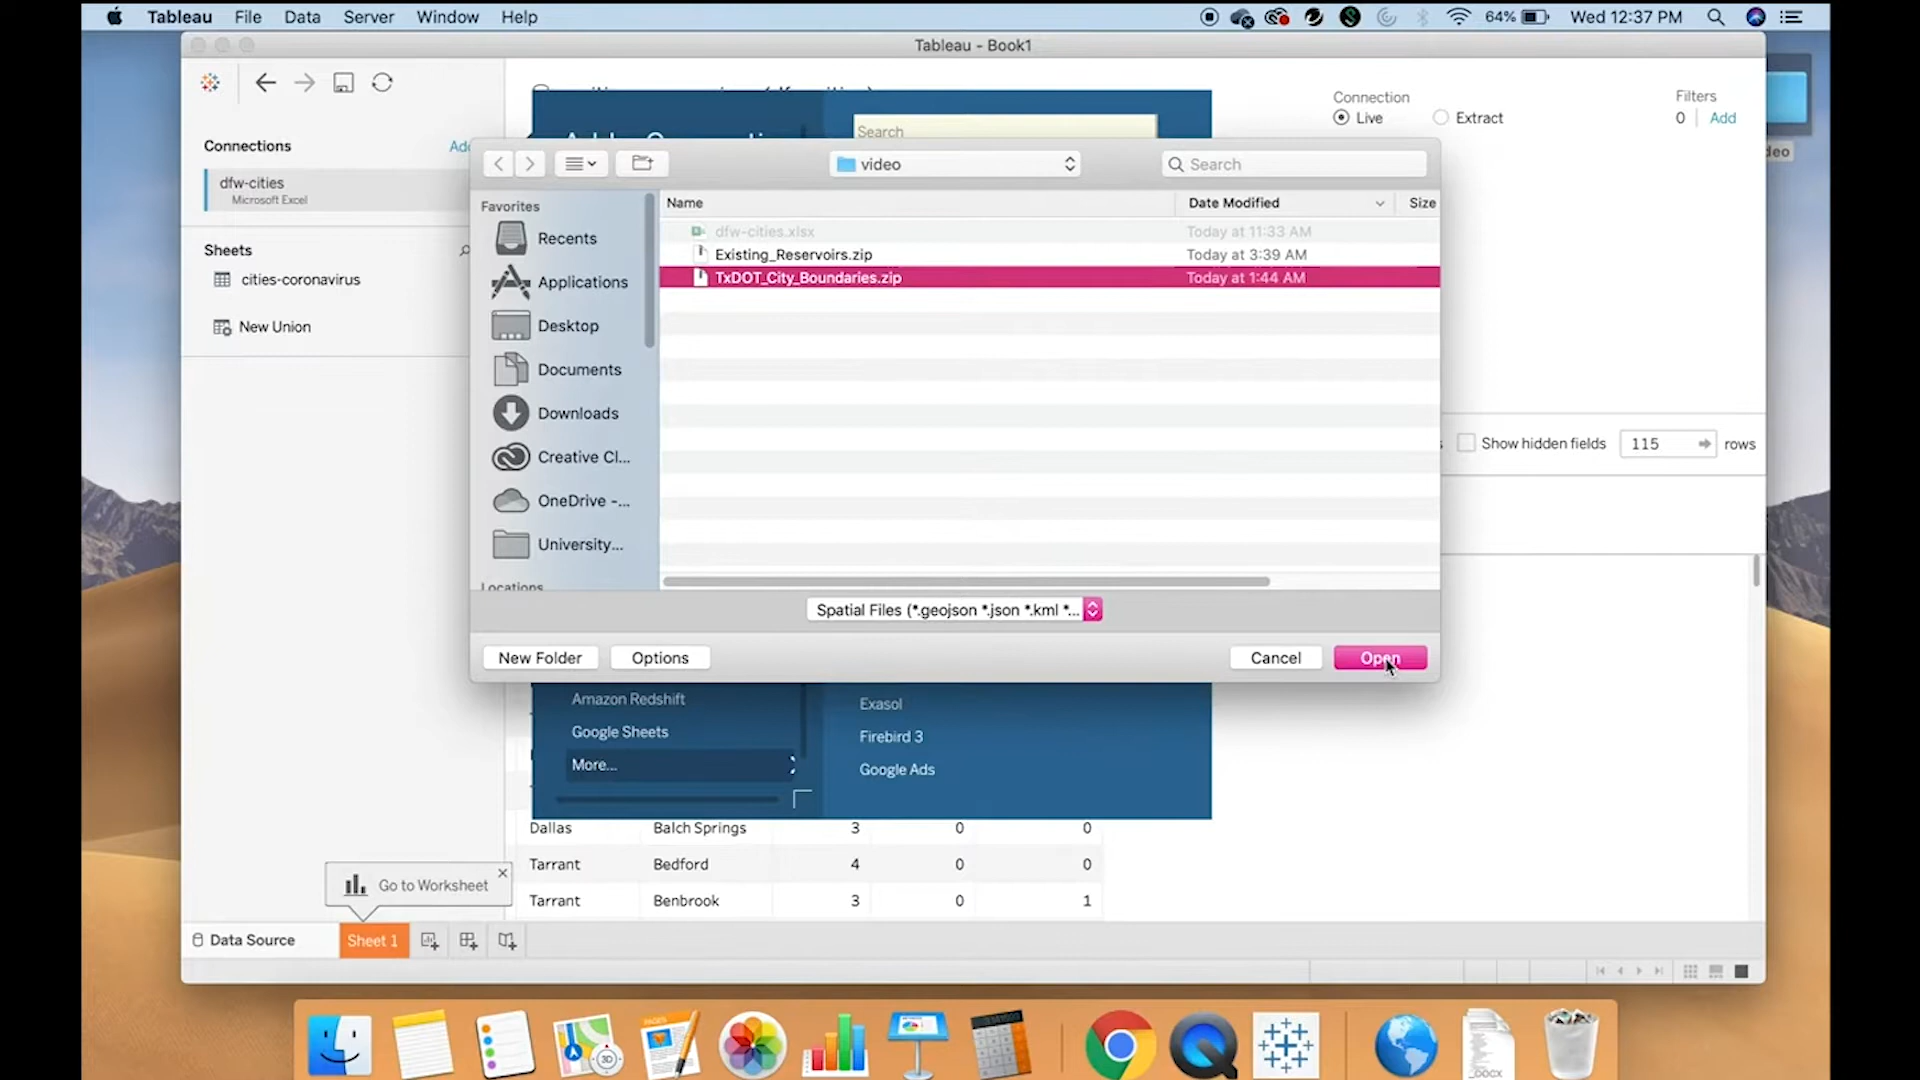 Tableau File Data Server Window Help
64% Wed 12:37 PM
Tableau - Book1
Connections
Add
dfw-cities
Microsoft Excel
Sheets
cities-coronavirus
New Union
Connection
Live
Extract
Filters
0 Add
Search
video
Search
Favorites
Recents
Applications
Desktop
Documents
Downloads
Creative Cl...
OneDrive -...
University...
Locations
Name Date Modified Size
dfw-cities.xlsx Today at 11:33 AM
Existing_Reservoirs.zip Today at 3:39 AM
TxDOT_City_Boundaries.zip Today at 1:44 AM
Spatial Files (*.geojson *.json *.kml *...
New Folder Options Cancel Open
Show hidden fields 115 rows
Amazon Redshift
Google Sheets
More...
Exasol
Firebird 3
Google Ads
Dallas Balch Springs 3 0 0
Tarrant Bedford 4 0 0
Tarrant Benbrook 3 0 1
Go to Worksheet
Data Source Sheet 1
PAGES
3D
.DOCX